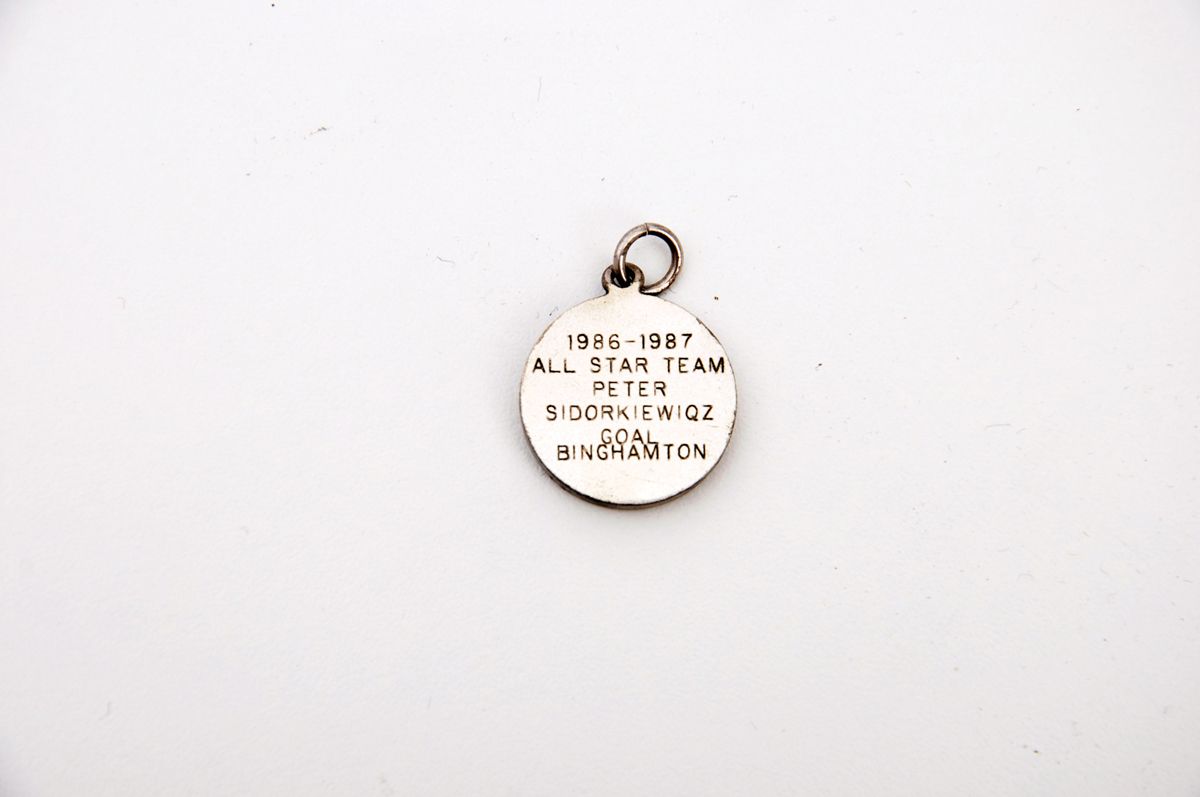 1986-1987
ALL STAR TEAM
PETER
SIDORKIEWIQZ
GOAL
BINGHAMTON